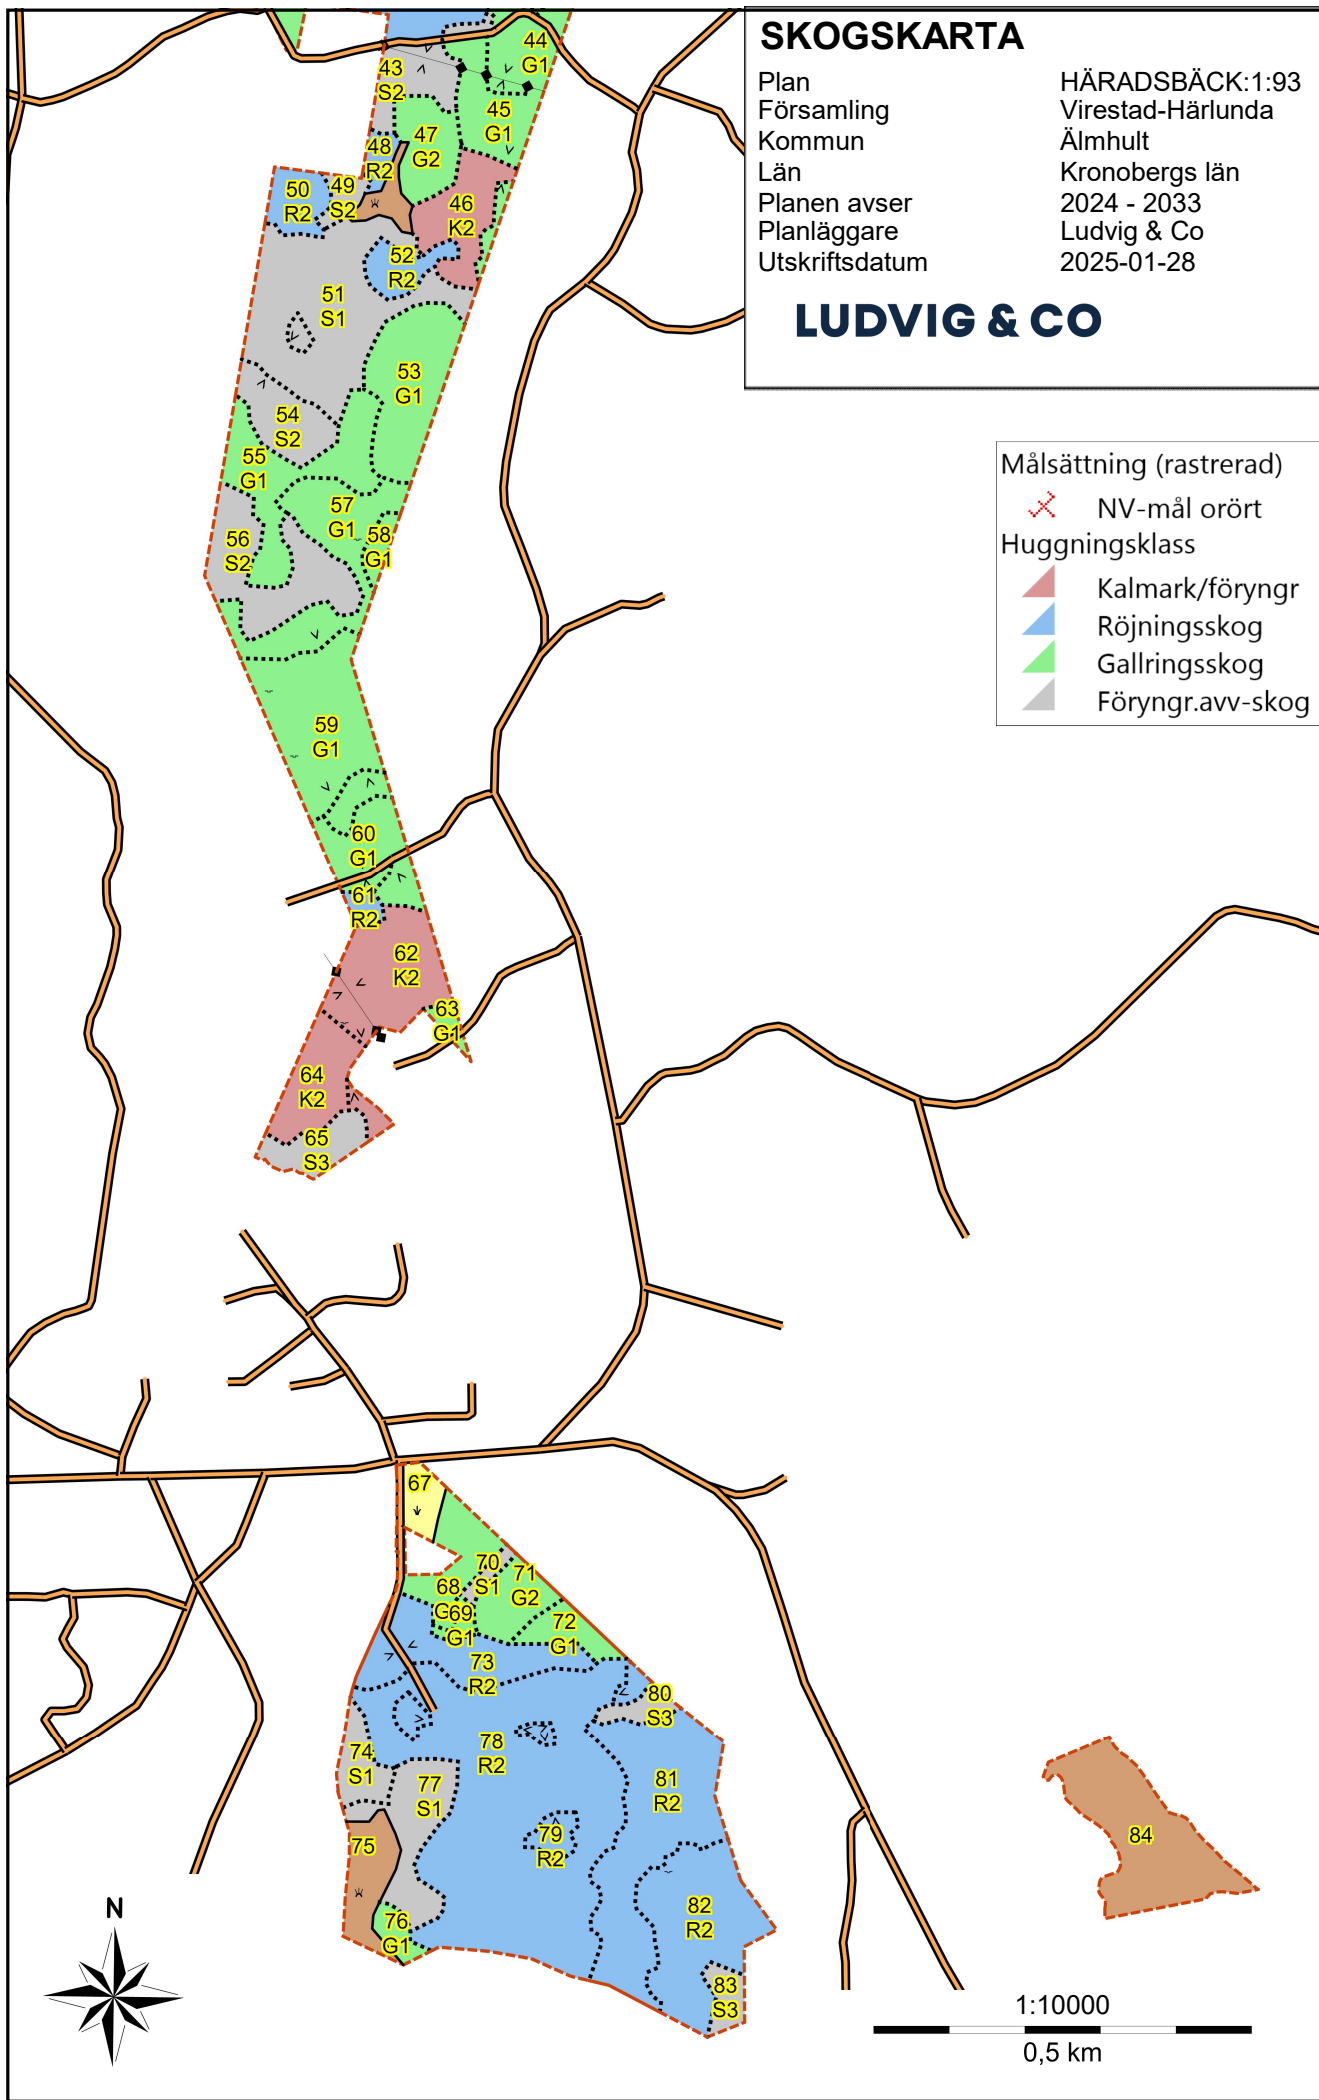 SKOGSKARTA
Plan HÄRADSBÄCK:1:93
Församling Virestad-Härlunda
Kommun Älmhult
Län Kronobergs län
Planen avser 2024 - 2033
Planläggare Ludvig & Co
Utskriftsdatum 2025-01-28
LUDVIG & CO
Målsättning (rastrerad)
NV-mål orört
Huggningsklass
Kalmark/föryngr
Röjningsskog
Gallringsskog
Föryngr.avv-skog
44
G1
43
S2
45
G1
47
G2
48
R2
49
S2
50
R2
46
K2
52
R2
51
S1
53
G1
54
S2
55
G1
57
G1
58
G1
56
S2
59
G1
60
G1
61
R2
62
K2
63
G1
64
K2
65
S3
67
70
S1
71
G2
68
G
69
G1
72
G1
73
R2
80
S3
74
S1
78
R2
77
S1
81
R2
79
R2
75
84
82
R2
76
G1
83
S3
N
1:10000
0,5 km